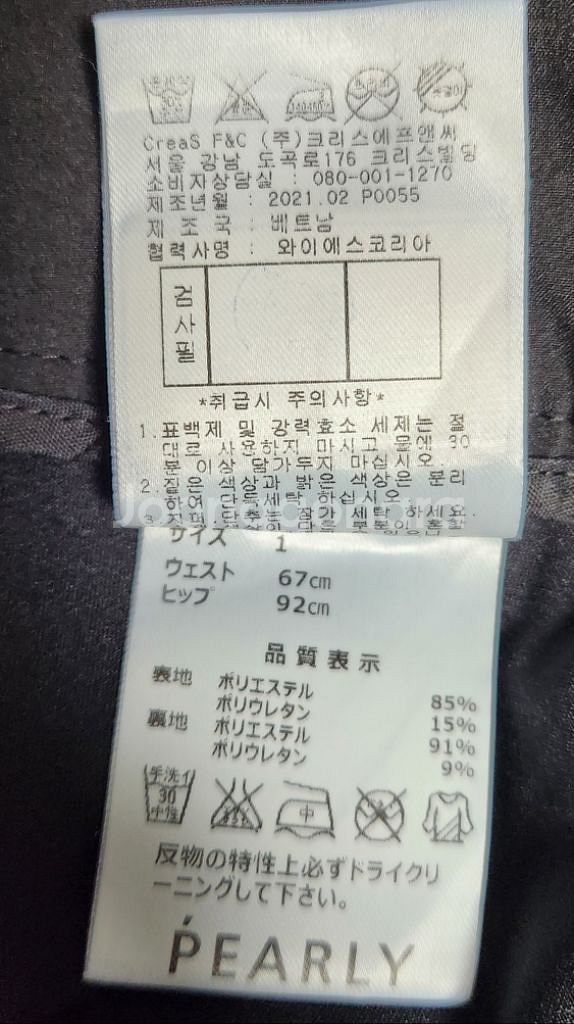 CreaS F&C (주)크리스에프앤씨
서울 강남 도곡로176 크리스빌딩
소비자상담실 : 080-001-1270
제조년월 : 2021.02 P0055
제 조 국 : 베트남
협력사명 : 와이에스코리아
검사필
*취급시 주의사항*
1.표백제 및 강력효소 세제는 절
대로 사용하지 마시고 물에 30
분 이상 담가두지 마십시오.
2.짙은 색상과 밝은 색상은 분리
하여 단독세탁 하십시오.
サイズ 1
ウェスト 67cm
ヒップ 92cm
品質表示
表地 ポリエステル 85%
ポリウレタン 15%
裏地 ポリエステル 91%
ポリウレタン 9%
手洗イ 30 中性 中
反物の特性上必ずドライクリ
ーニングして下さい。
PEARLY